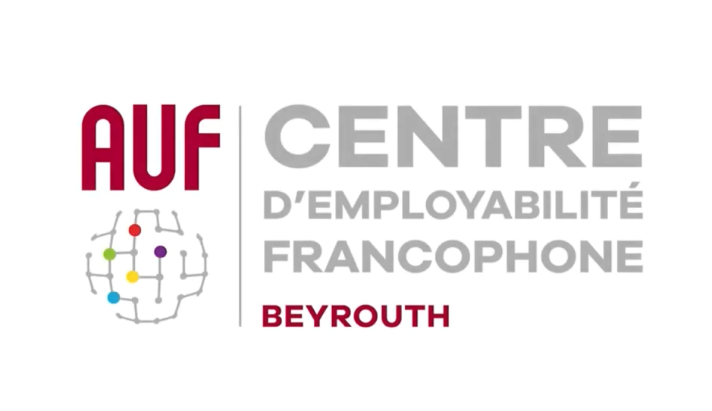 AUF
CENTRE
D'EMPLOYABILITÉ
FRANCOPHONE
BEYROUTH